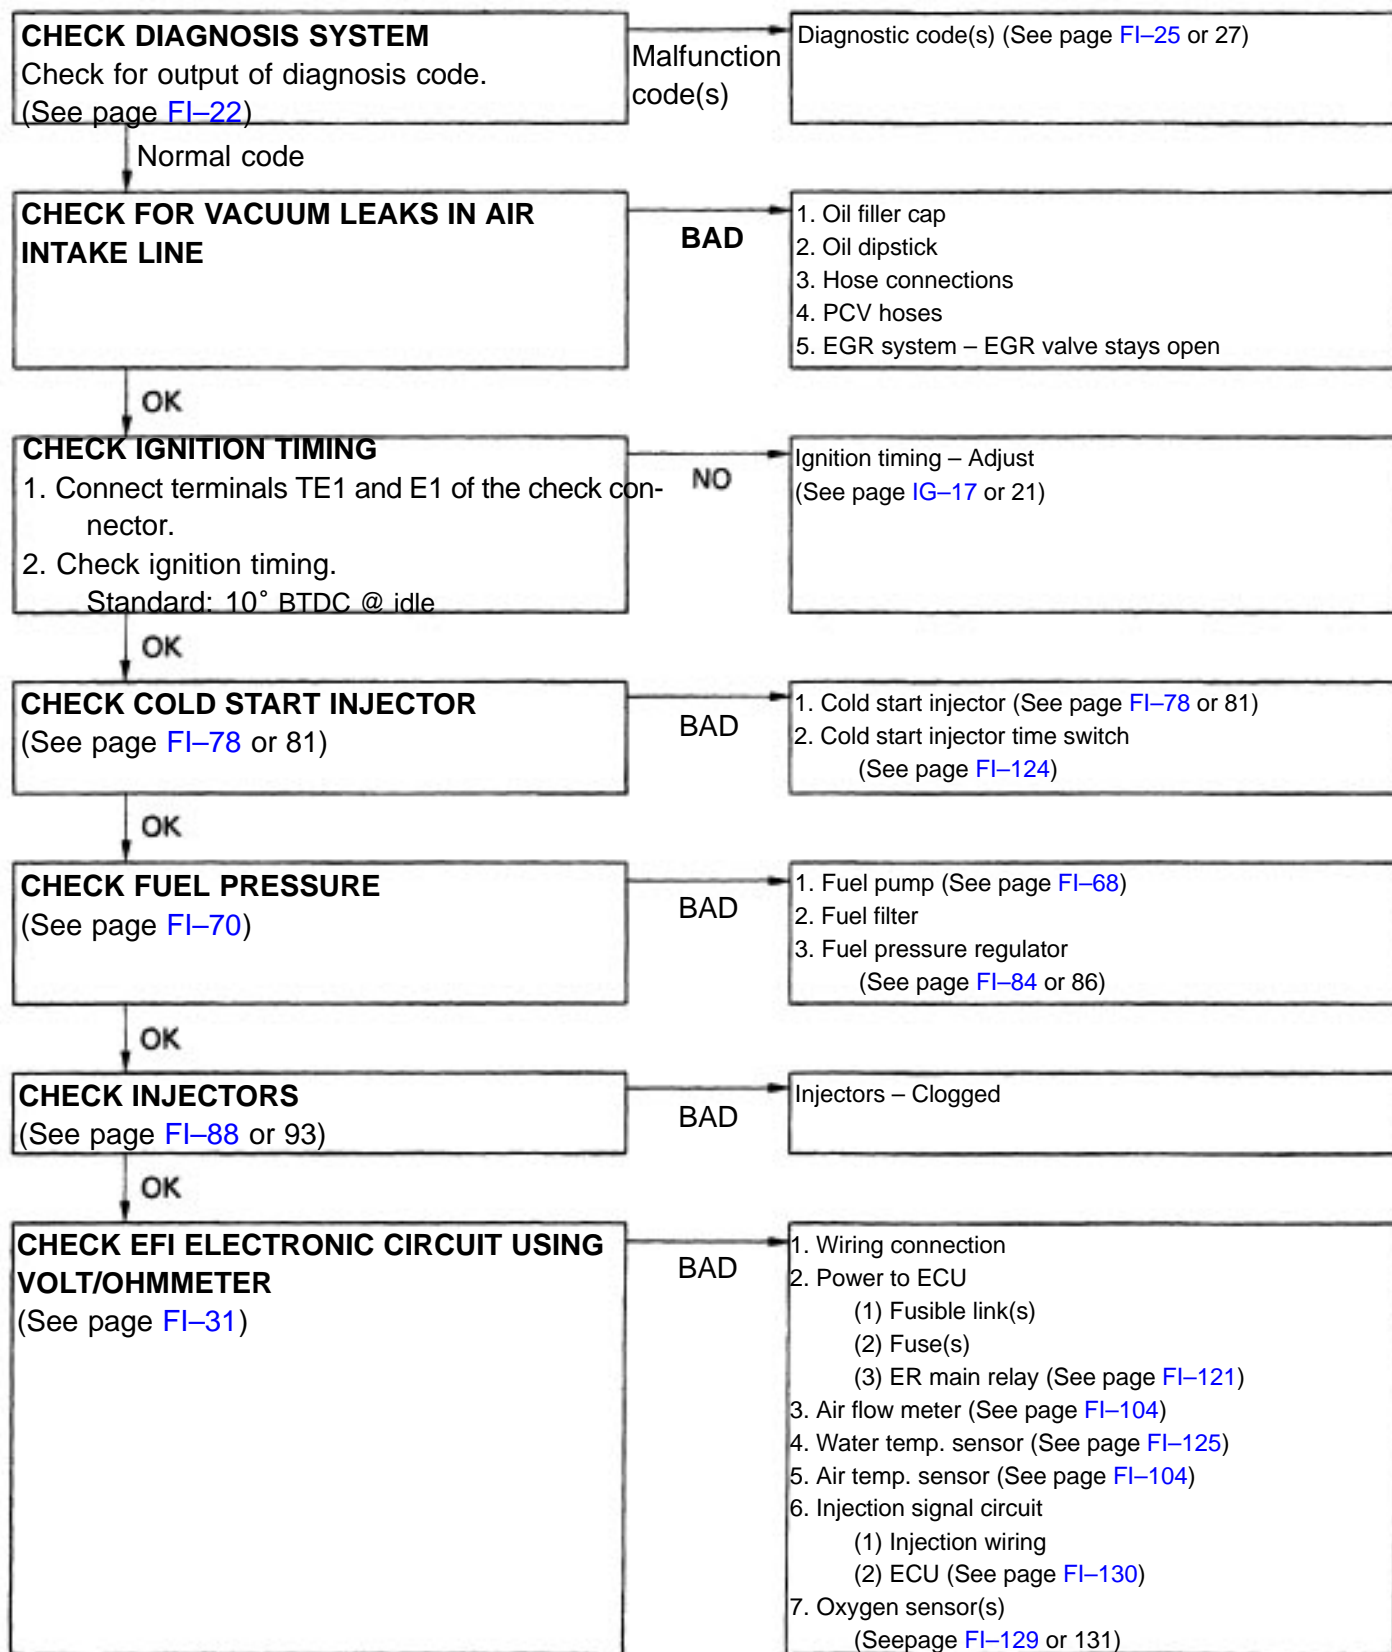 CHECK DIAGNOSIS SYSTEM
Check for output of diagnosis code.
(See page FI–22)
Malfunction
code(s)
Diagnostic code(s) (See page FI–25 or 27)
Normal code
CHECK FOR VACUUM LEAKS IN AIR
INTAKE LINE
BAD
1. Oil filler cap
2. Oil dipstick
3. Hose connections
4. PCV hoses
5. EGR system – EGR valve stays open
OK
CHECK IGNITION TIMING
1. Connect terminals TE1 and E1 of the check con-
nector.
2. Check ignition timing.
Standard: 10° BTDC @ idle
NO
Ignition timing – Adjust
(See page IG–17 or 21)
OK
CHECK COLD START INJECTOR
(See page FI–78 or 81)
BAD
1. Cold start injector (See page FI–78 or 81)
2. Cold start injector time switch
(See page FI–124)
OK
CHECK FUEL PRESSURE
(See page FI–70)
BAD
1. Fuel pump (See page FI–68)
2. Fuel filter
3. Fuel pressure regulator
(See page FI–84 or 86)
OK
CHECK INJECTORS
(See page FI–88 or 93)
BAD
Injectors – Clogged
OK
CHECK EFI ELECTRONIC CIRCUIT USING
VOLT/OHMMETER
(See page FI–31)
BAD
1. Wiring connection
2. Power to ECU
(1) Fusible link(s)
(2) Fuse(s)
(3) ER main relay (See page FI–121)
3. Air flow meter (See page FI–104)
4. Water temp. sensor (See page FI–125)
5. Air temp. sensor (See page FI–104)
6. Injection signal circuit
(1) Injection wiring
(2) ECU (See page FI–130)
7. Oxygen sensor(s)
(Seepage FI–129 or 131)